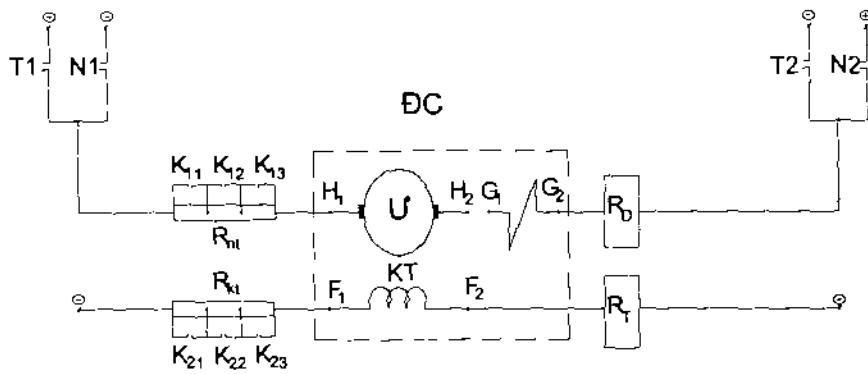 T1 N1 T2 N2
ĐC
K11 K12 K13
H1 Ư H2 G1 G2 RD
Rnt
Rkt F1 KT F2 RT
K21 K22 K23